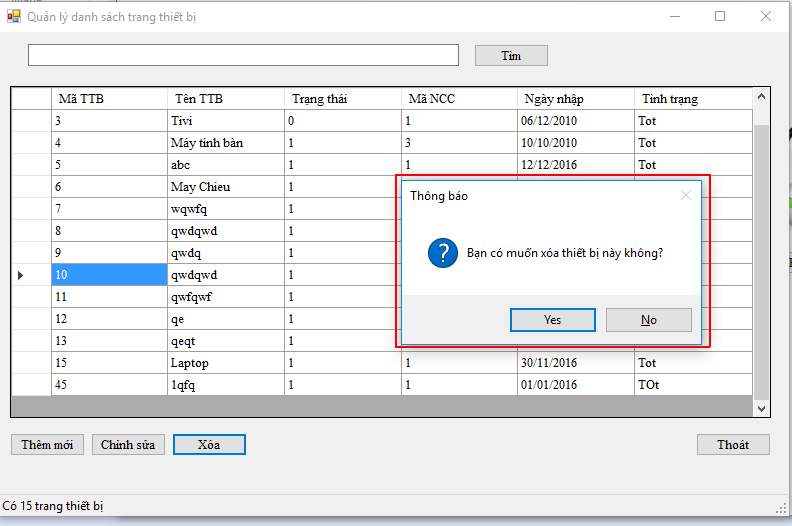 Quản lý danh sách trang thiết bị
Tìm
Mã TTB Tên TTB Trạng thái Mã NCC Ngày nhập Tình trạng
3 Tivi 0 1 06/12/2010 Tot
4 Máy tính bàn 1 3 10/10/2010 Tot
5 abc 1 1 12/12/2016 Tot
6 May Chieu 1
7 wqwfq 1
8 qwdqwd 1
9 qwdq 1
10 qwdqwd 1
11 qwfqwf 1
12 qe 1
13 qeqt 1
15 Laptop 1 1 30/11/2016 Tot
45 1qfq 1 1 01/01/2016 TOt
Thông báo
Bạn có muốn xóa thiết bị này không?
Yes No
Thêm mới Chỉnh sửa Xóa Thoát
Có 15 trang thiết bị